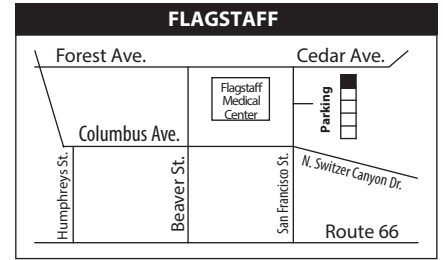 FLAGSTAFF
Forest Ave.
Cedar Ave.
Flagstaff
Medical
Center
Parking
Columbus Ave.
Humphreys St.
Beaver St.
San Francisco St.
N. Switzer Canyon Dr.
Route 66